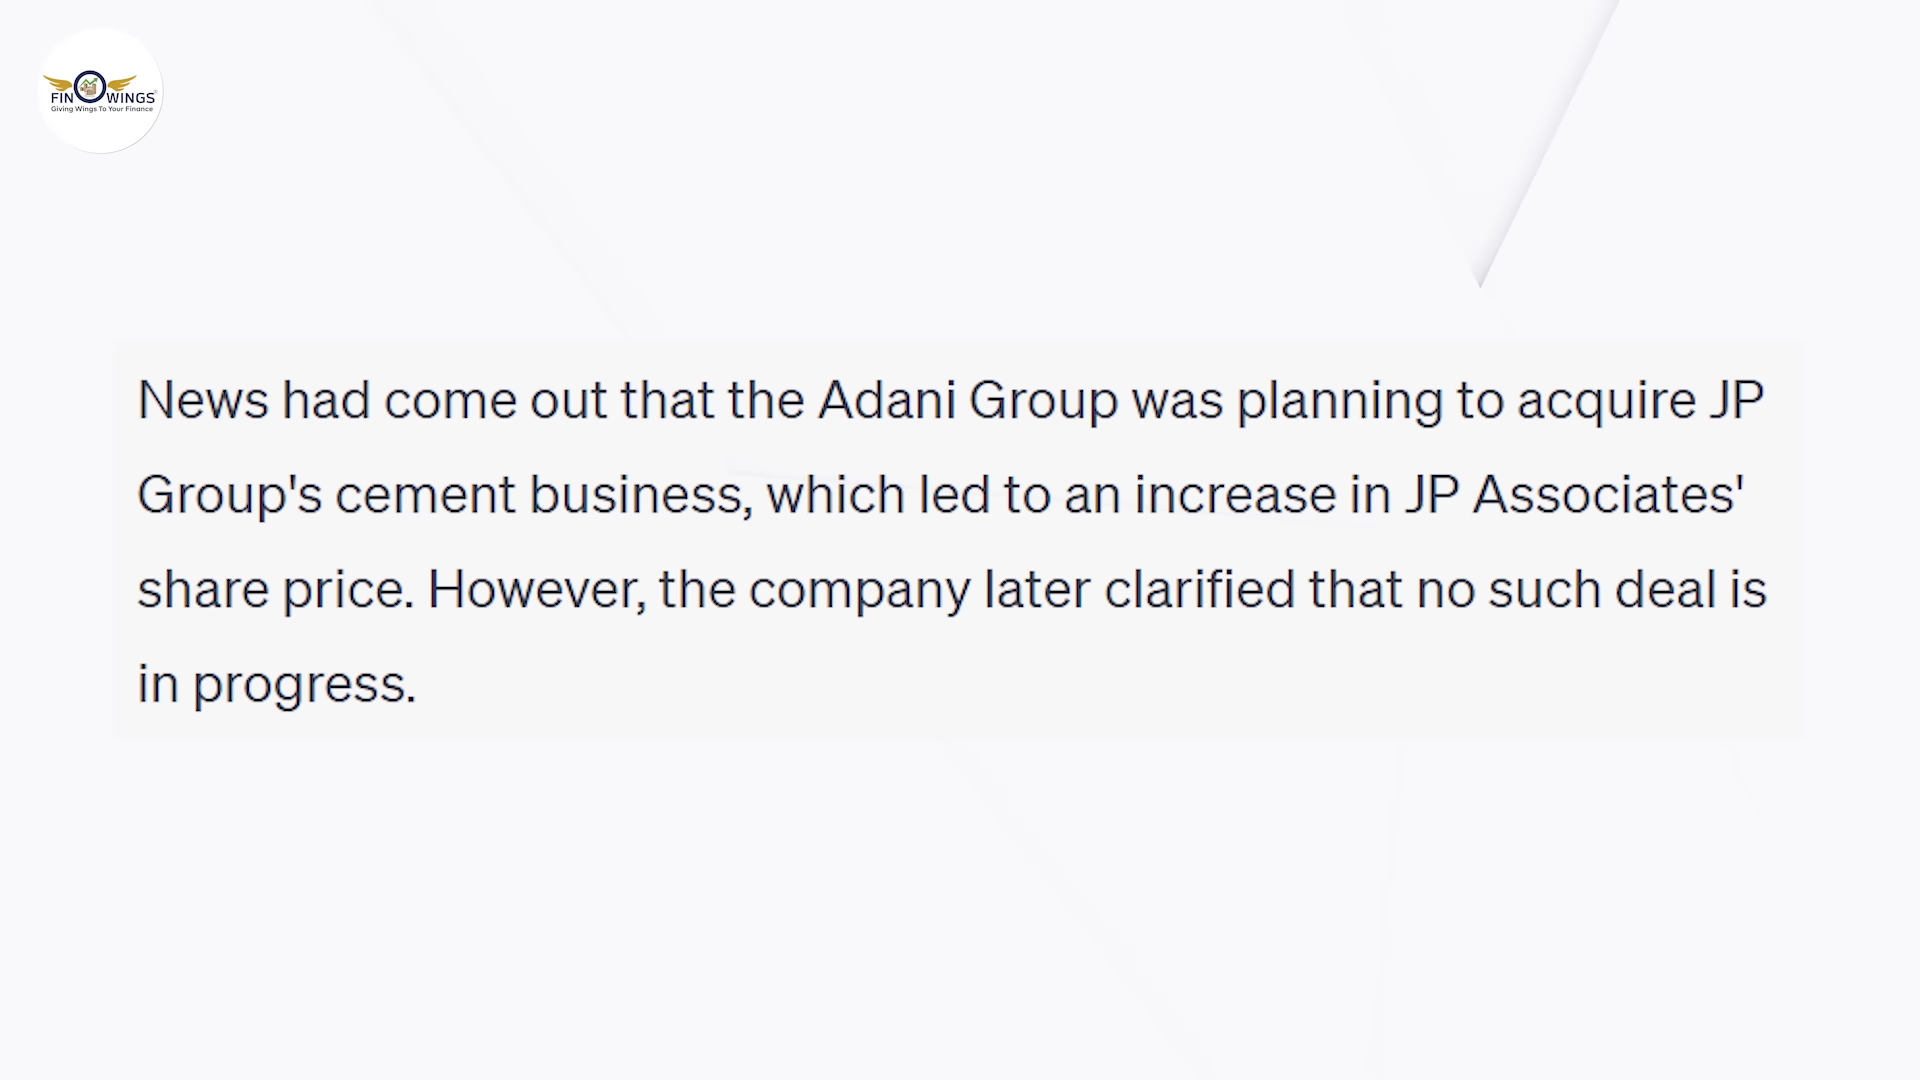 FINOWINGS
Giving Wings To Your Finance
News had come out that the Adani Group was planning to acquire JP
Group's cement business, which led to an increase in JP Associates'
share price. However, the company later clarified that no such deal is
in progress.